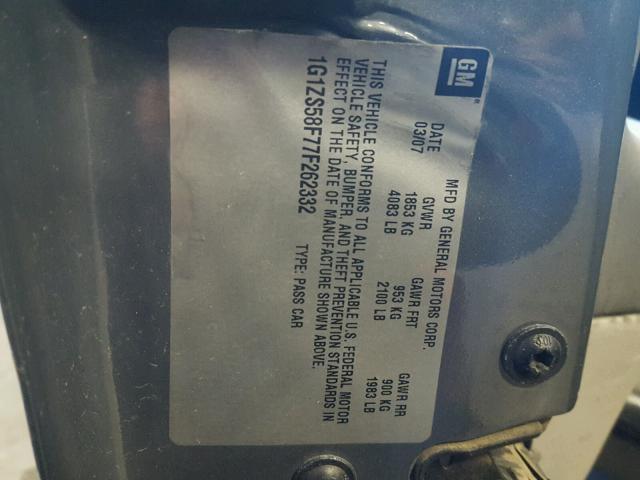 GM
MFD BY GENERAL MOTORS CORP.
DATE GVWR GAWR FRT GAWR RR
03/07 1853 KG 953 KG 900 KG
4083 LB 2100 LB 1983 LB
THIS VEHICLE CONFORMS TO ALL APPLICABLE U.S. FEDERAL MOTOR
VEHICLE SAFETY, BUMPER, AND THEFT PREVENTION STANDARDS IN
EFFECT ON THE DATE OF MANUFACTURE SHOWN ABOVE.
1G1ZS58F77F262332 TYPE: PASS CAR